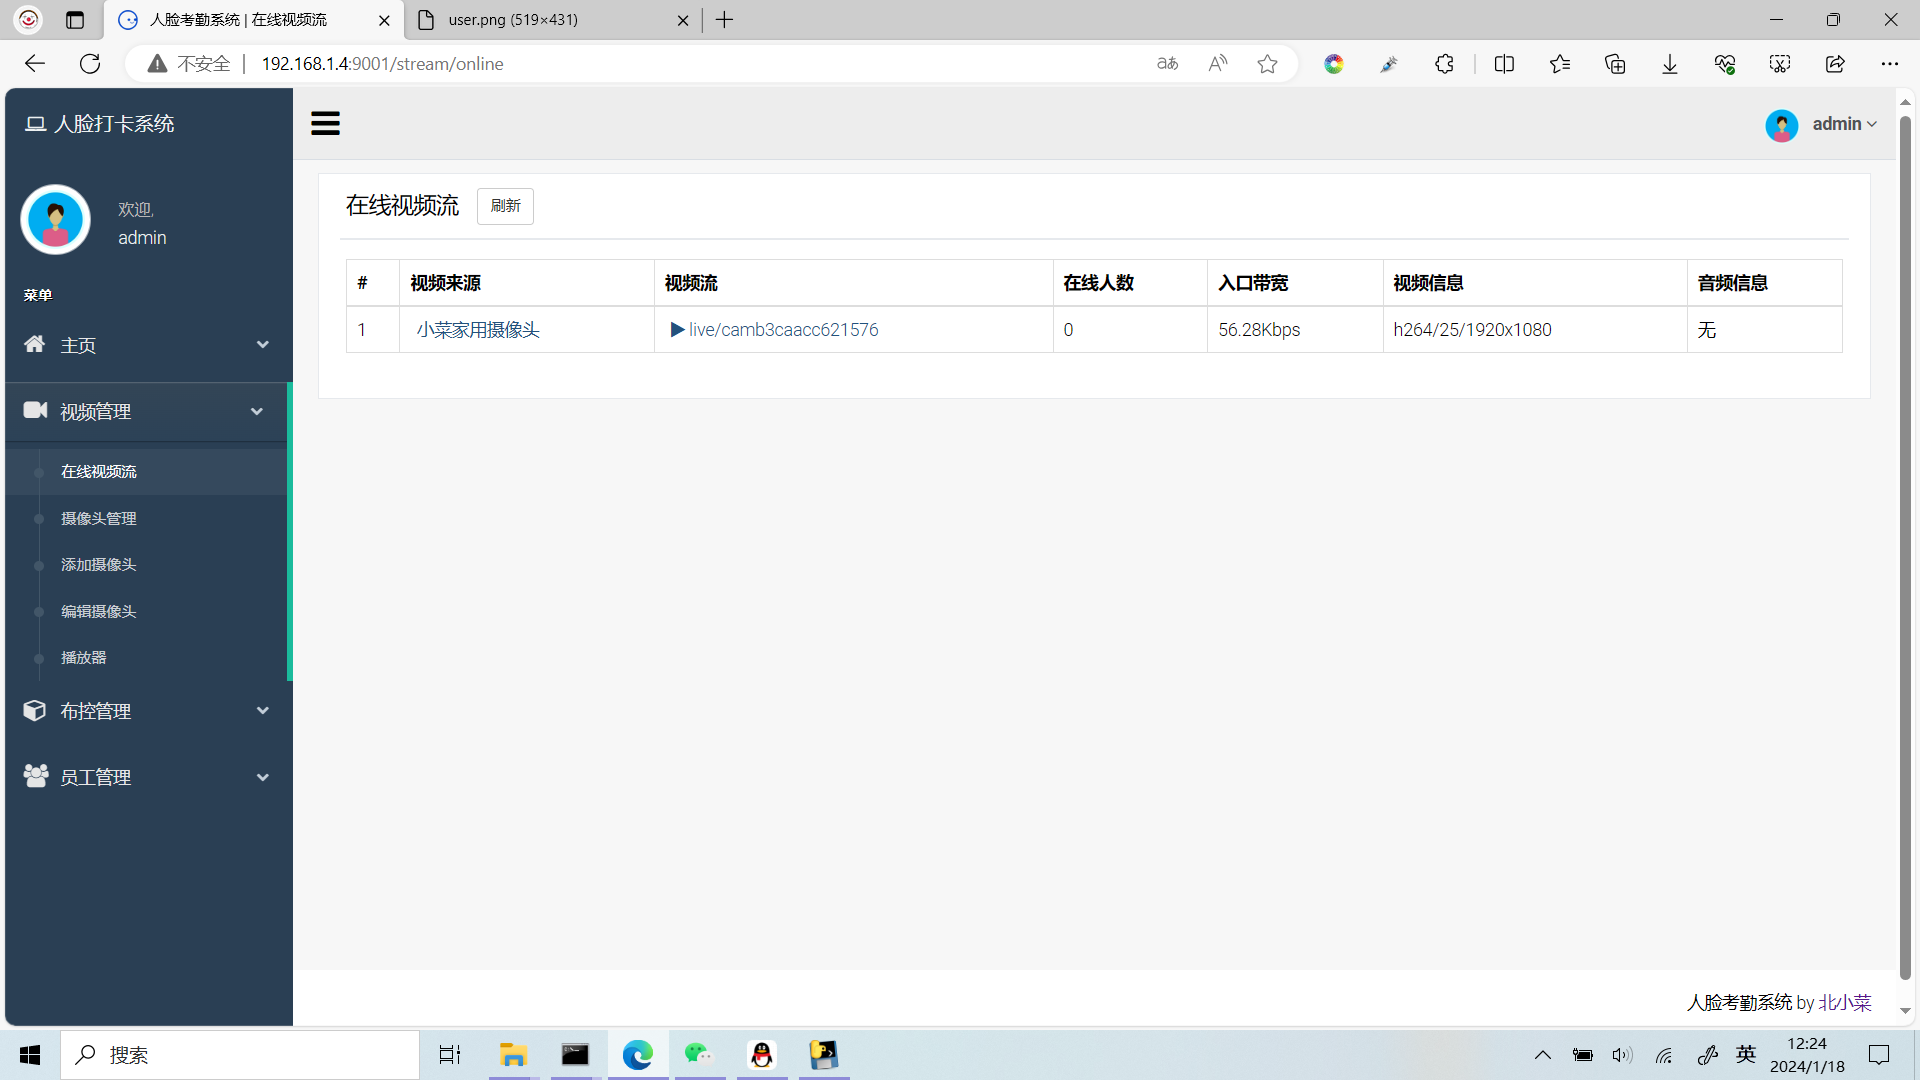 人脸考勤系统 | 在线视频流
user.png (519×431)
不安全
192.168.1.4:9001/stream/online
aあ
人脸打卡系统
admin
欢迎,
admin
菜单
主页
视频管理
在线视频流
摄像头管理
添加摄像头
编辑摄像头
播放器
布控管理
员工管理
在线视频流
刷新
# 视频来源 视频流 在线人数 入口带宽 视频信息 音频信息
1 小菜家用摄像头 live/camb3caacc621576 0 56.28Kbps h264/25/1920x1080 无
人脸考勤系统 by 北小菜
搜索
英
12:24
2024/1/18